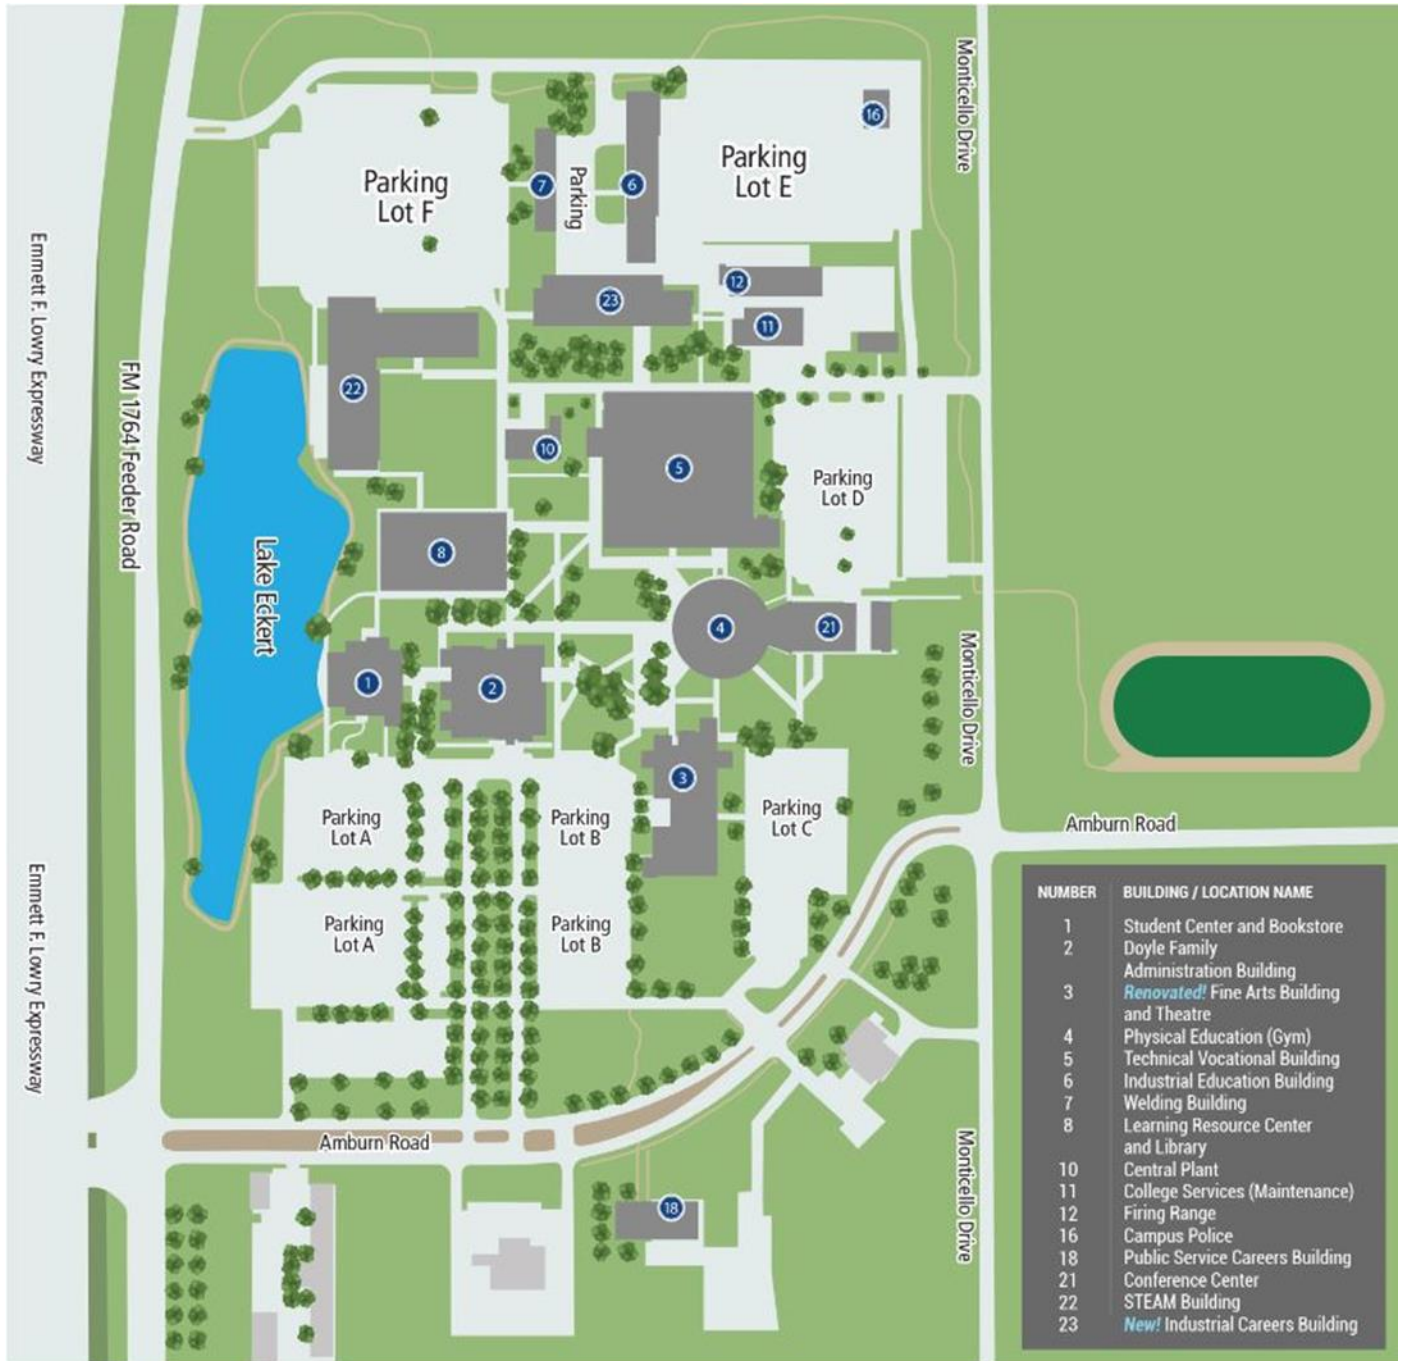 Monticello Drive
16
Parking
Lot E
Parking
Lot F
7
Parking
6
Emmett F. Lowry Expressway
12
23
11
FM 1764 Feeder Road
22
10
5
Parking
Lot D
8
Lake Eckert
4
21
Monticello Drive
1
2
3
Parking
Lot A
Parking
Lot B
Parking
Lot C
Amburn Road
Emmett F. Lowry Expressway
Parking
Lot A
Parking
Lot B
Amburn Road
Monticello Drive
18
NUMBER BUILDING / LOCATION NAME
1 Student Center and Bookstore
2 Doyle Family
Administration Building
3 Renovated! Fine Arts Building
and Theatre
4 Physical Education (Gym)
5 Technical Vocational Building
6 Industrial Education Building
7 Welding Building
8 Learning Resource Center
and Library
10 Central Plant
11 College Services (Maintenance)
12 Firing Range
16 Campus Police
18 Public Service Careers Building
21 Conference Center
22 STEAM Building
23 New! Industrial Careers Building